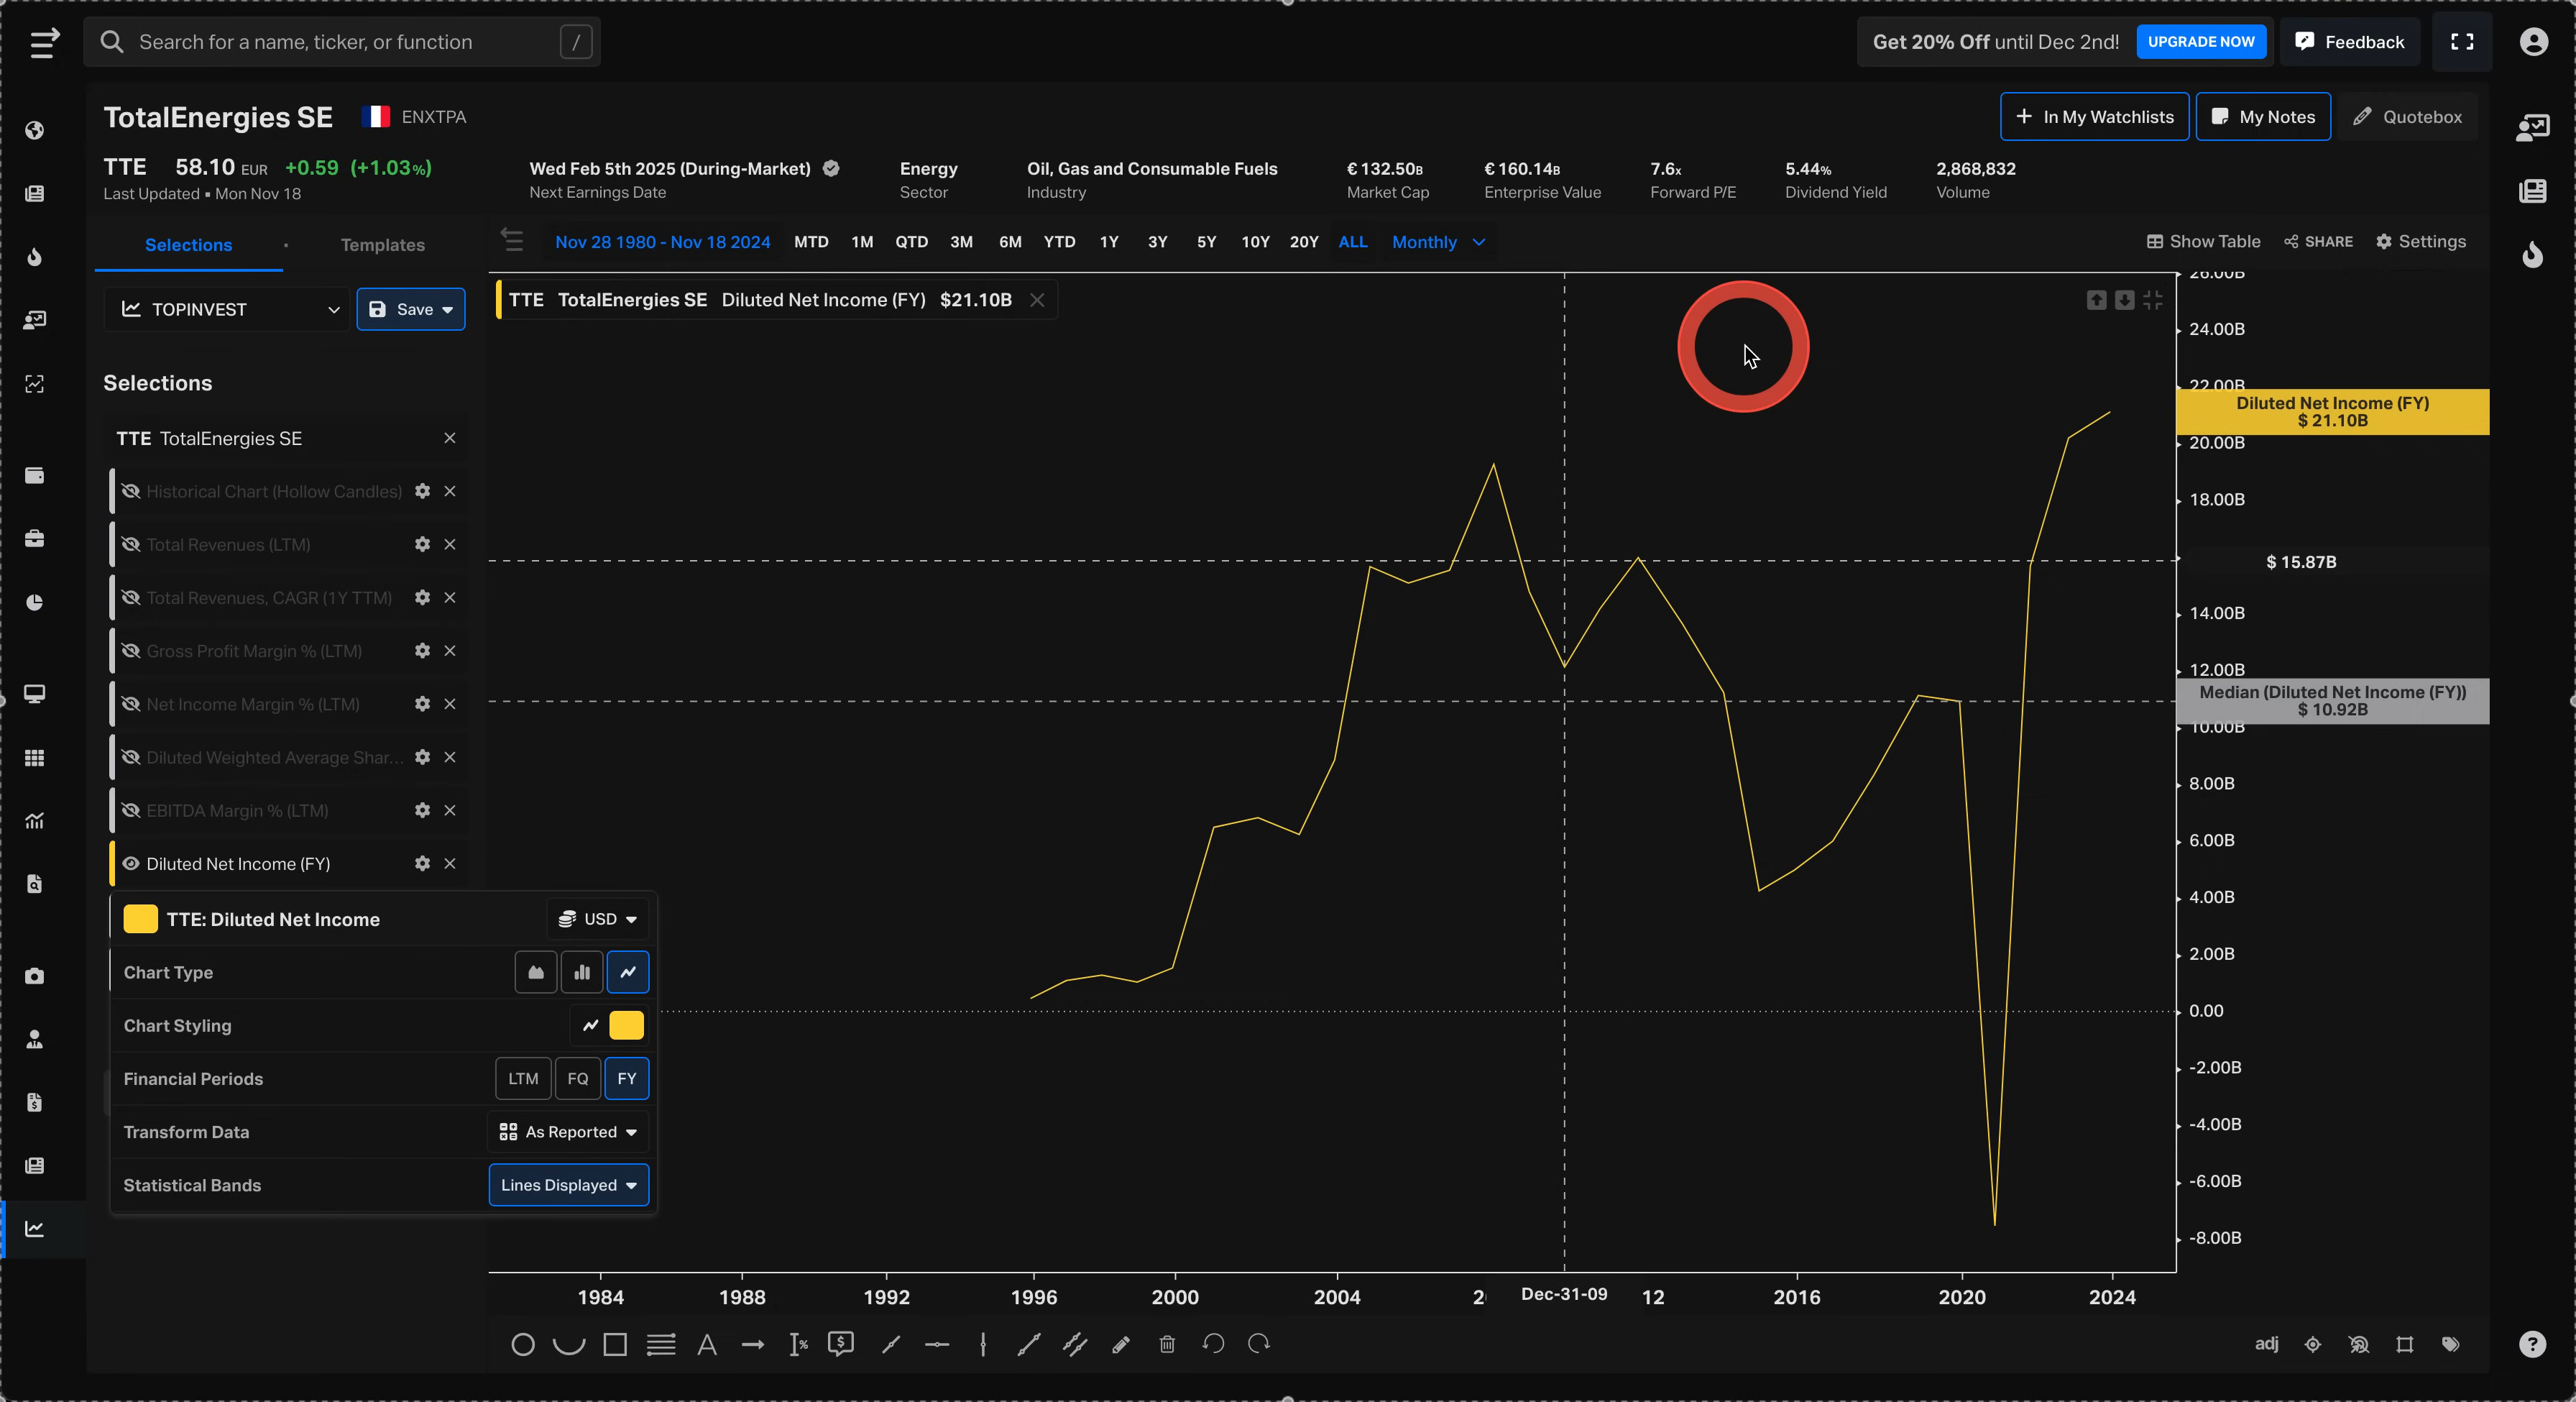 Search for a name, ticker, or function /
Get 20% Off until Dec 2nd! UPGRADE NOW Feedback
TotalEnergies SE ENXTPA
In My Watchlists My Notes Quotebox
TTE 58.10 EUR +0.59 (+1.03%)
Last Updated ▪ Mon Nov 18
Wed Feb 5th 2025 (During-Market)
Next Earnings Date
Energy
Sector
Oil, Gas and Consumable Fuels
Industry
€132.50B
Market Cap
€160.14B
Enterprise Value
7.6x
Forward P/E
5.44%
Dividend Yield
2,868,832
Volume
Selections Templates
Nov 28 1980 - Nov 18 2024 MTD 1M QTD 3M 6M YTD 1Y 3Y 5Y 10Y 20Y ALL Monthly
Show Table SHARE Settings
TOPINVEST Save
Selections
TTE TotalEnergies SE
Historical Chart (Hollow Candles)
Total Revenues (LTM)
Total Revenues, CAGR (1Y TTM)
Gross Profit Margin % (LTM)
Net Income Margin % (LTM)
Diluted Weighted Average Shar...
EBITDA Margin % (LTM)
Diluted Net Income (FY)
TTE: Diluted Net Income USD
Chart Type
Chart Styling
Financial Periods LTM FQ FY
Transform Data As Reported
Statistical Bands Lines Displayed
TTE TotalEnergies SE Diluted Net Income (FY) $21.10B
26.00B
24.00B
22.00B
Diluted Net Income (FY)
$ 21.10B
20.00B
18.00B
$ 15.87B
14.00B
12.00B
Median (Diluted Net Income (FY))
$ 10.92B
10.00B
8.00B
6.00B
4.00B
2.00B
0.00
-2.00B
-4.00B
-6.00B
-8.00B
1984 1988 1992 1996 2000 2004 Dec-31-09 12 2016 2020 2024
A % $ adj ?